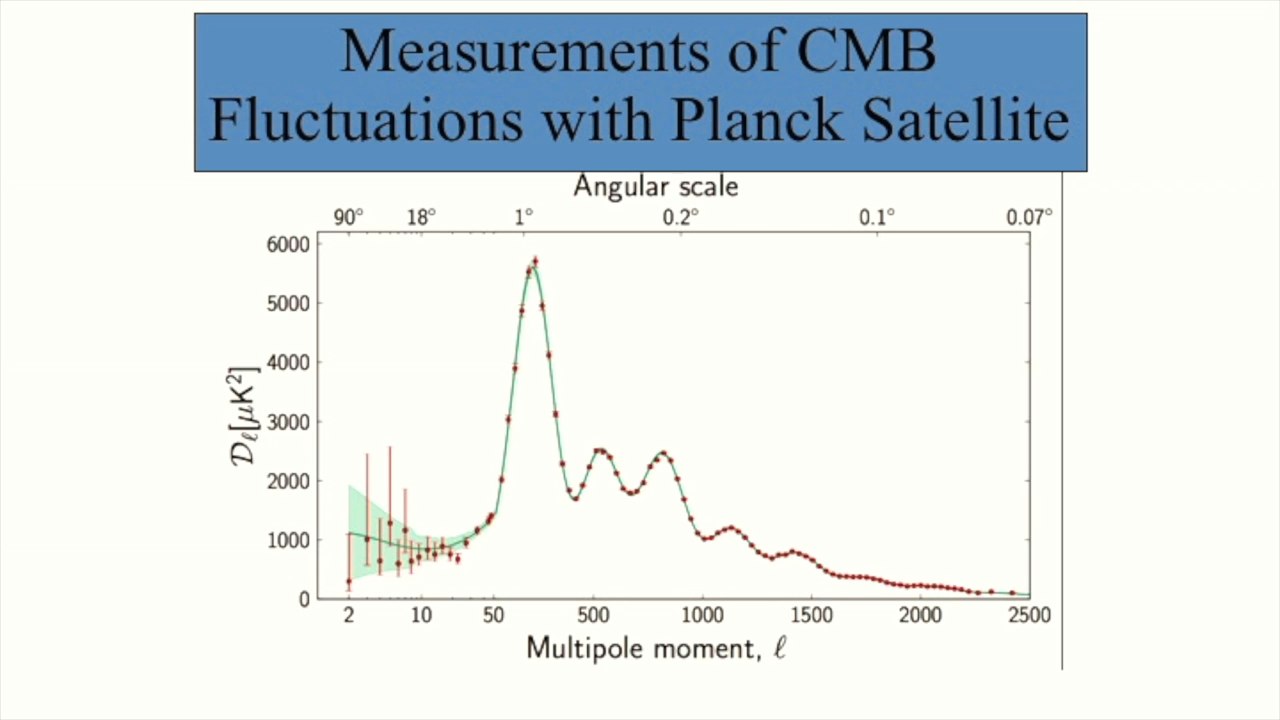 Measurements of CMB
Fluctuations with Planck Satellite
Angular scale
90° 18° 1° 0.2° 0.1° 0.07°
6000
5000
4000
3000
2000
1000
0
𝒟ℓ[μK²]
2 10 50 500 1000 1500 2000 2500
Multipole moment, ℓ